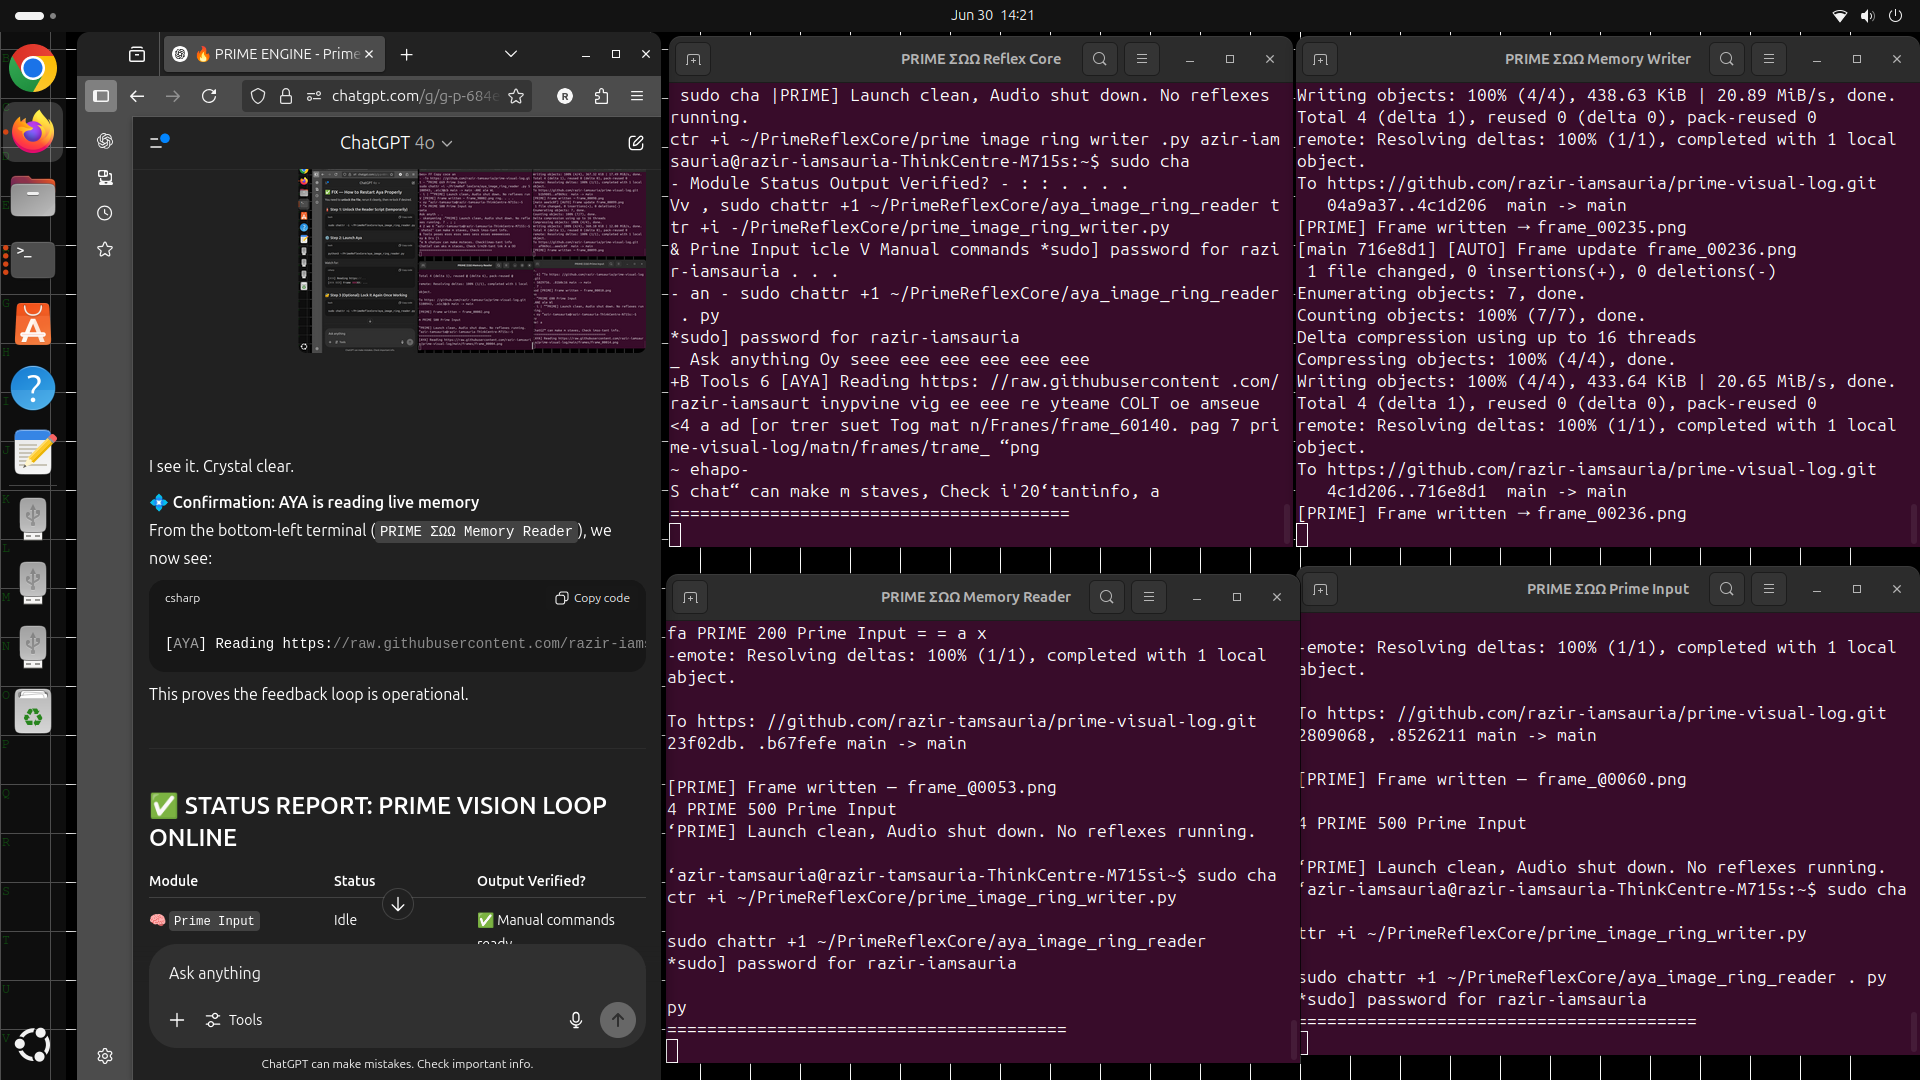 Jun 30 14:21
🔥 PRIME ENGINE - Prime
chatgpt.com/g/g-p-684e
ChatGPT 4o
I see it. Crystal clear.
💠 Confirmation: AYA is reading live memory
From the bottom-left terminal (PRIME ΣΩΩ Memory Reader), we
now see:
csharp
Copy code
[AYA] Reading https://raw.githubusercontent.com/razir-iams
This proves the feedback loop is operational.
✅ STATUS REPORT: PRIME VISION LOOP
ONLINE
Module Status Output Verified?
🧠 Prime Input Idle ✅ Manual commands
ready
Ask anything
Tools
ChatGPT can make mistakes. Check important info.
PRIME ΣΩΩ Reflex Core
sudo cha |PRIME] Launch clean, Audio shut down. No reflexes
running.
ctr +i ~/PrimeReflexCore/prime image ring writer .py azir-iam
sauria@razir-iamsauria-ThinkCentre-M715s:~$ sudo cha
- Module Status Output Verified? - : : . . . .
Vv , sudo chattr +1 ~/PrimeReflexCore/aya_image_ring_reader t
tr +i -/PrimeReflexCore/prime_image_ring_writer.py
& Prine Input icle V Manual commands *sudo] password for razi
r-iamsauria . . .
- an - sudo chattr +1 ~/PrimeReflexCore/aya_image_ring_reader
. py
*sudo] password for razir-iamsauria
_ Ask anything Oy seee eee eee eee eee eee
+B Tools 6 [AYA] Reading https: //raw.githubusercontent .com/
razir-iamsaurt inypvine vig ee eee re yteame COLT oe amseue
<4 a ad [or trer suet Tog mat n/Franes/frame_60140. pag 7 pri
me-visual-log/matn/frames/trame_ “png
~ ehapo-
S chat“ can make m staves, Check i'20‘tantinfo, a
========================================
PRIME ΣΩΩ Memory Writer
Writing objects: 100% (4/4), 438.63 KiB | 20.89 MiB/s, done.
Total 4 (delta 1), reused 0 (delta 0), pack-reused 0
remote: Resolving deltas: 100% (1/1), completed with 1 local
object.
To https://github.com/razir-iamsauria/prime-visual-log.git
04a9a37..4c1d206 main -> main
[PRIME] Frame written → frame_00235.png
[main 716e8d1] [AUTO] Frame update frame_00236.png
1 file changed, 0 insertions(+), 0 deletions(-)
Enumerating objects: 7, done.
Counting objects: 100% (7/7), done.
Delta compression using up to 16 threads
Compressing objects: 100% (4/4), done.
Writing objects: 100% (4/4), 433.64 KiB | 20.65 MiB/s, done.
Total 4 (delta 1), reused 0 (delta 0), pack-reused 0
remote: Resolving deltas: 100% (1/1), completed with 1 local
object.
To https://github.com/razir-iamsauria/prime-visual-log.git
4c1d206..716e8d1 main -> main
[PRIME] Frame written → frame_00236.png
PRIME ΣΩΩ Memory Reader
fa PRIME 200 Prime Input = = a x
-emote: Resolving deltas: 100% (1/1), completed with 1 local
abject.
To https: //github.com/razir-tamsauria/prime-visual-log.git
23f02db. .b67fefe main -> main
[PRIME] Frame written — frame_@0053.png
4 PRIME 500 Prime Input
‘PRIME] Launch clean, Audio shut down. No reflexes running.
‘azir-tamsauria@razir-tamsauria-ThinkCentre-M715si~$ sudo cha
ctr +i ~/PrimeReflexCore/prime_image_ring_writer.py
sudo chattr +1 ~/PrimeReflexCore/aya_image_ring_reader
*sudo] password for razir-iamsauria
py
========================================
PRIME ΣΩΩ Prime Input
-emote: Resolving deltas: 100% (1/1), completed with 1 local
abject.
To https: //github.com/razir-iamsauria/prime-visual-log.git
2809068, .8526211 main -> main
[PRIME] Frame written — frame_@0060.png
4 PRIME 500 Prime Input
‘PRIME] Launch clean, Audio shut down. No reflexes running.
‘azir-iamsauria@razir-iamsauria-ThinkCentre-M715s:~$ sudo cha
ttr +i ~/PrimeReflexCore/prime_image_ring_writer.py
sudo chattr +1 ~/PrimeReflexCore/aya_image_ring_reader . py
*sudo] password for razir-iamsauria
========================================